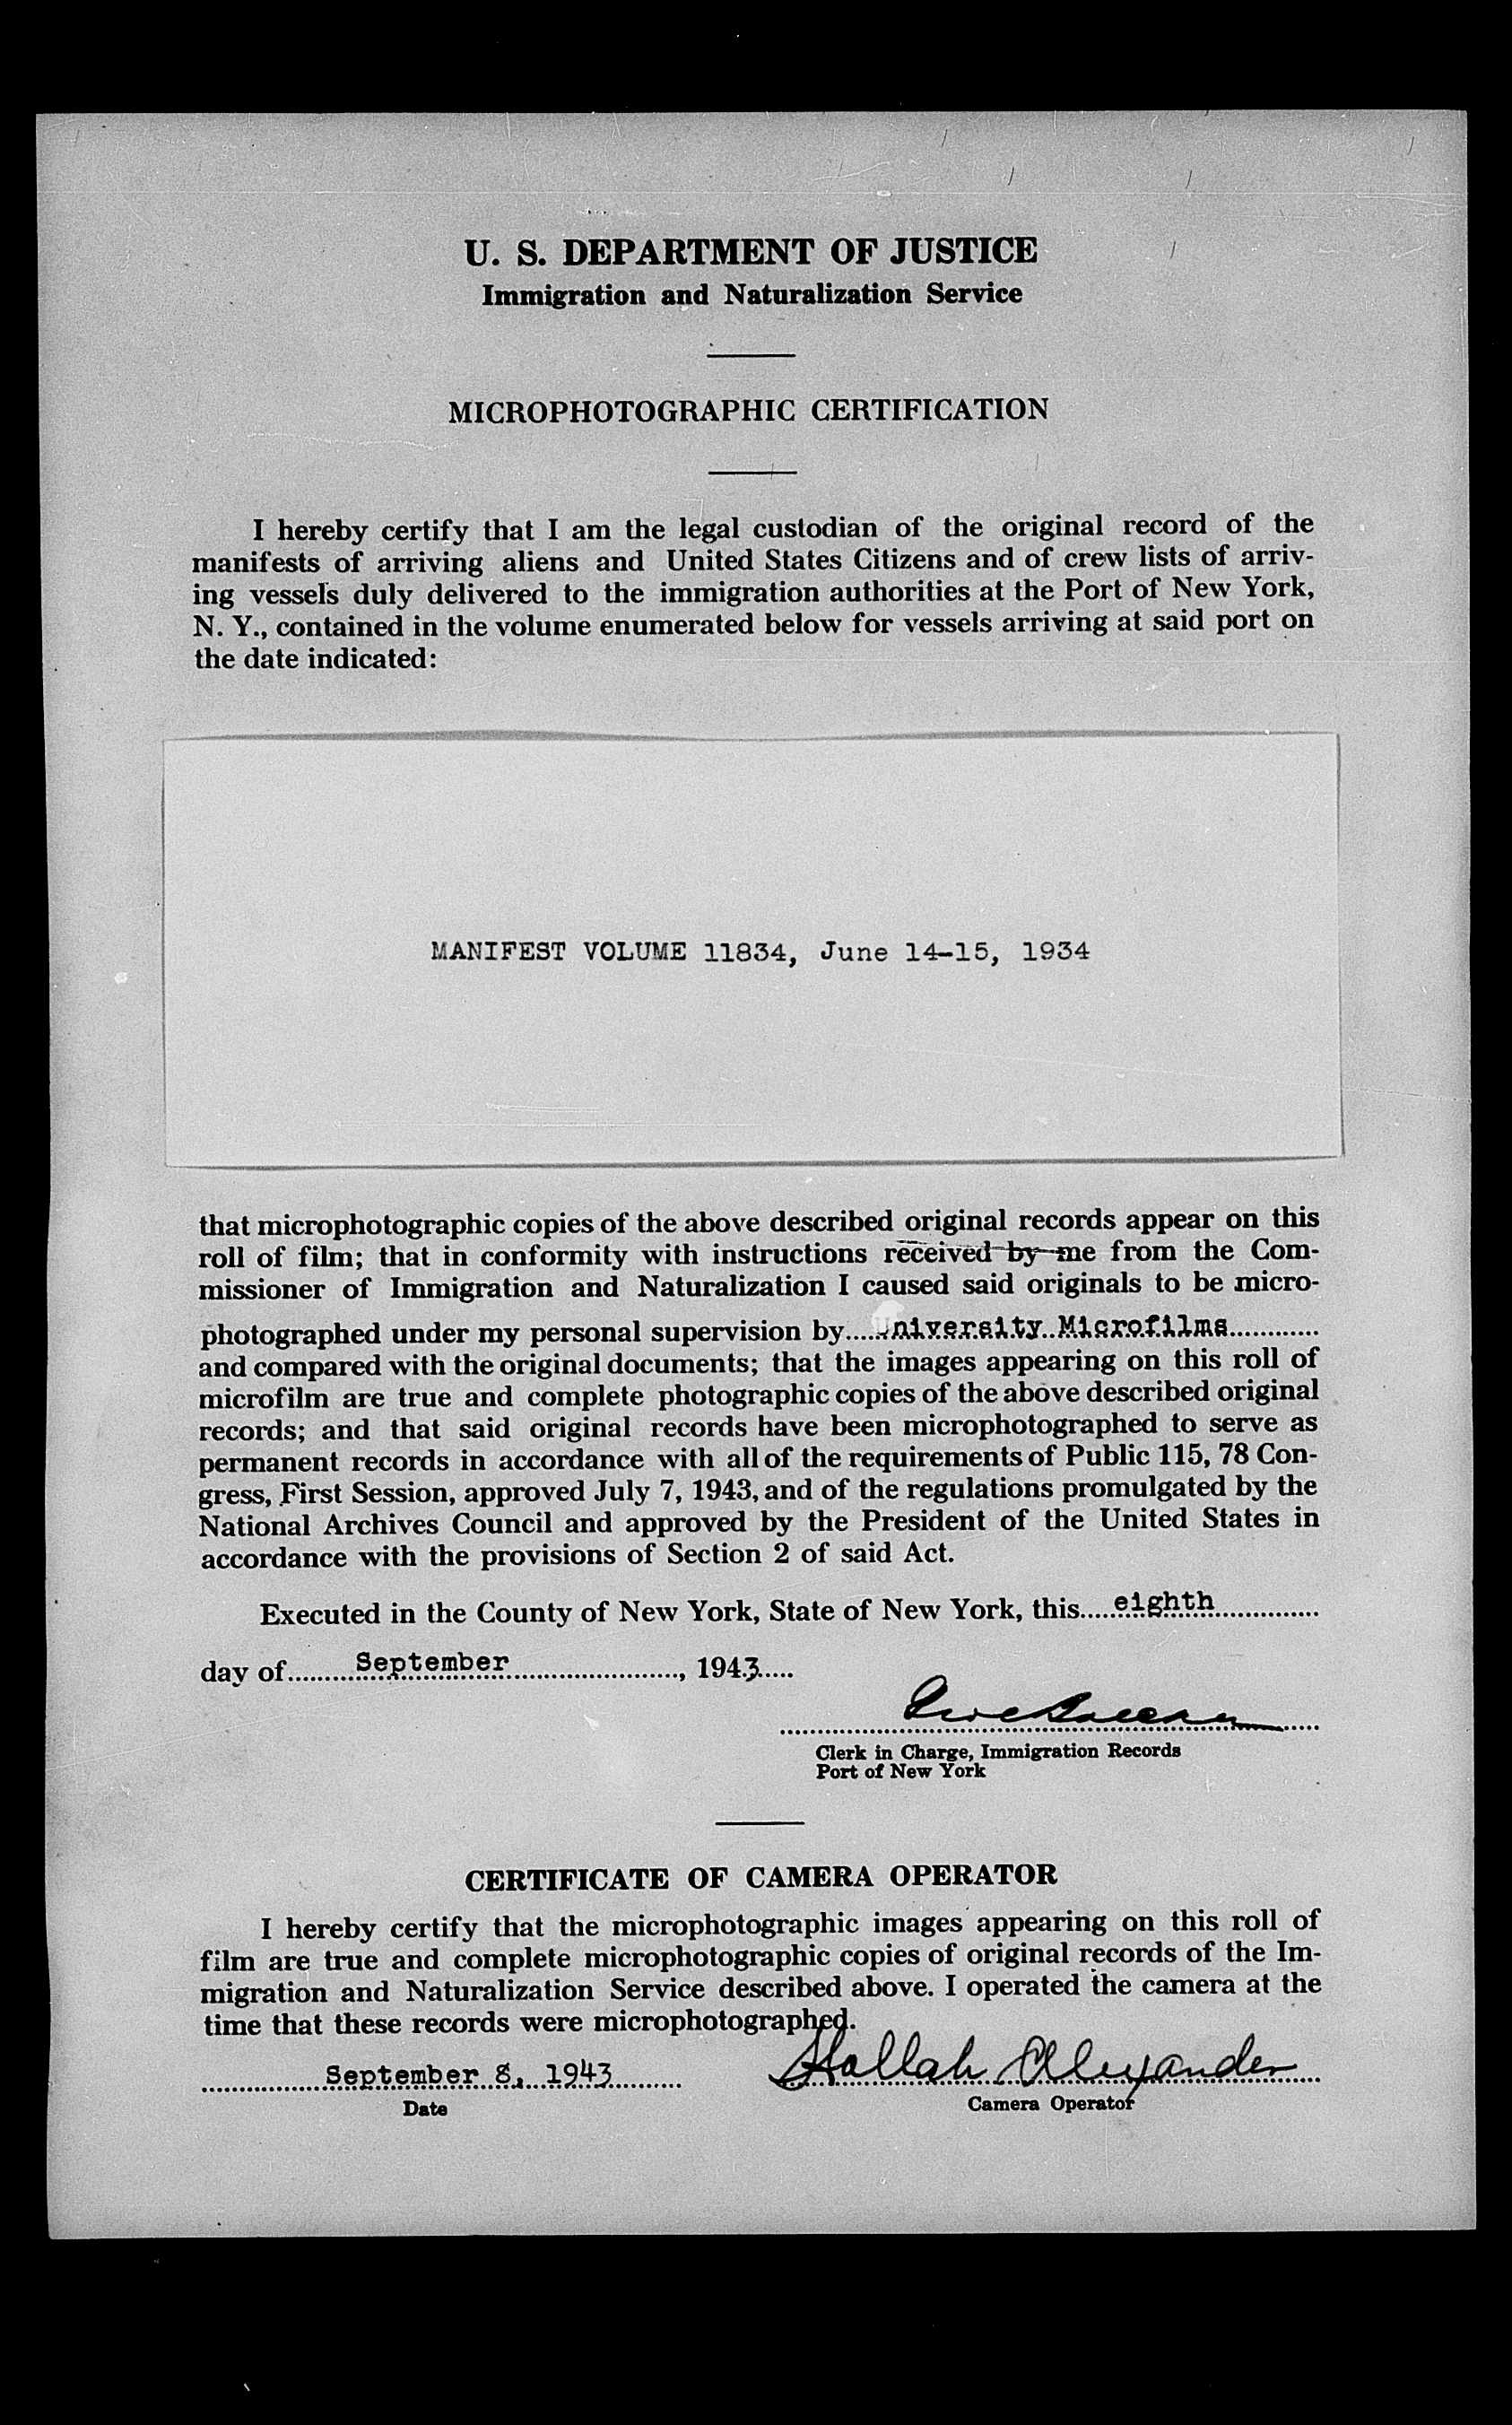 U. S. DEPARTMENT OF JUSTICE
Immigration and Naturalization Service
MICROPHOTOGRAPHIC CERTIFICATION
I hereby certify that I am the legal custodian of the original record of the
manifests of arriving aliens and United States Citizens and of crew lists of arriv-
ing vessels duly delivered to the immigration authorities at the Port of New York,
N. Y., contained in the volume enumerated below for vessels arriving at said port on
the date indicated:
MANIFEST VOLUME 11834, June 14-15, 1934
that microphotographic copies of the above described original records appear on this
roll of film; that in conformity with instructions received by me from the Com-
missioner of Immigration and Naturalization I caused said originals to be micro-
photographed under my personal supervision by.....University Microfilms............
and compared with the original documents; that the images appearing on this roll of
microfilm are true and complete photographic copies of the above described original
records; and that said original records have been microphotographed to serve as
permanent records in accordance with all of the requirements of Public 115, 78 Con-
gress, First Session, approved July 7, 1943, and of the regulations promulgated by the
National Archives Council and approved by the President of the United States in
accordance with the provisions of Section 2 of said Act.
Executed in the County of New York, State of New York, this.....eighth...............
day of.........September........................, 1943.....
Clerk in Charge, Immigration Records
Port of New York
CERTIFICATE OF CAMERA OPERATOR
I hereby certify that the microphotographic images appearing on this roll of
film are true and complete microphotographic copies of original records of the Im-
migration and Naturalization Service described above. I operated the camera at the
time that these records were microphotographed.
September 8, 1943 Hallah Alexander
Date Camera Operator